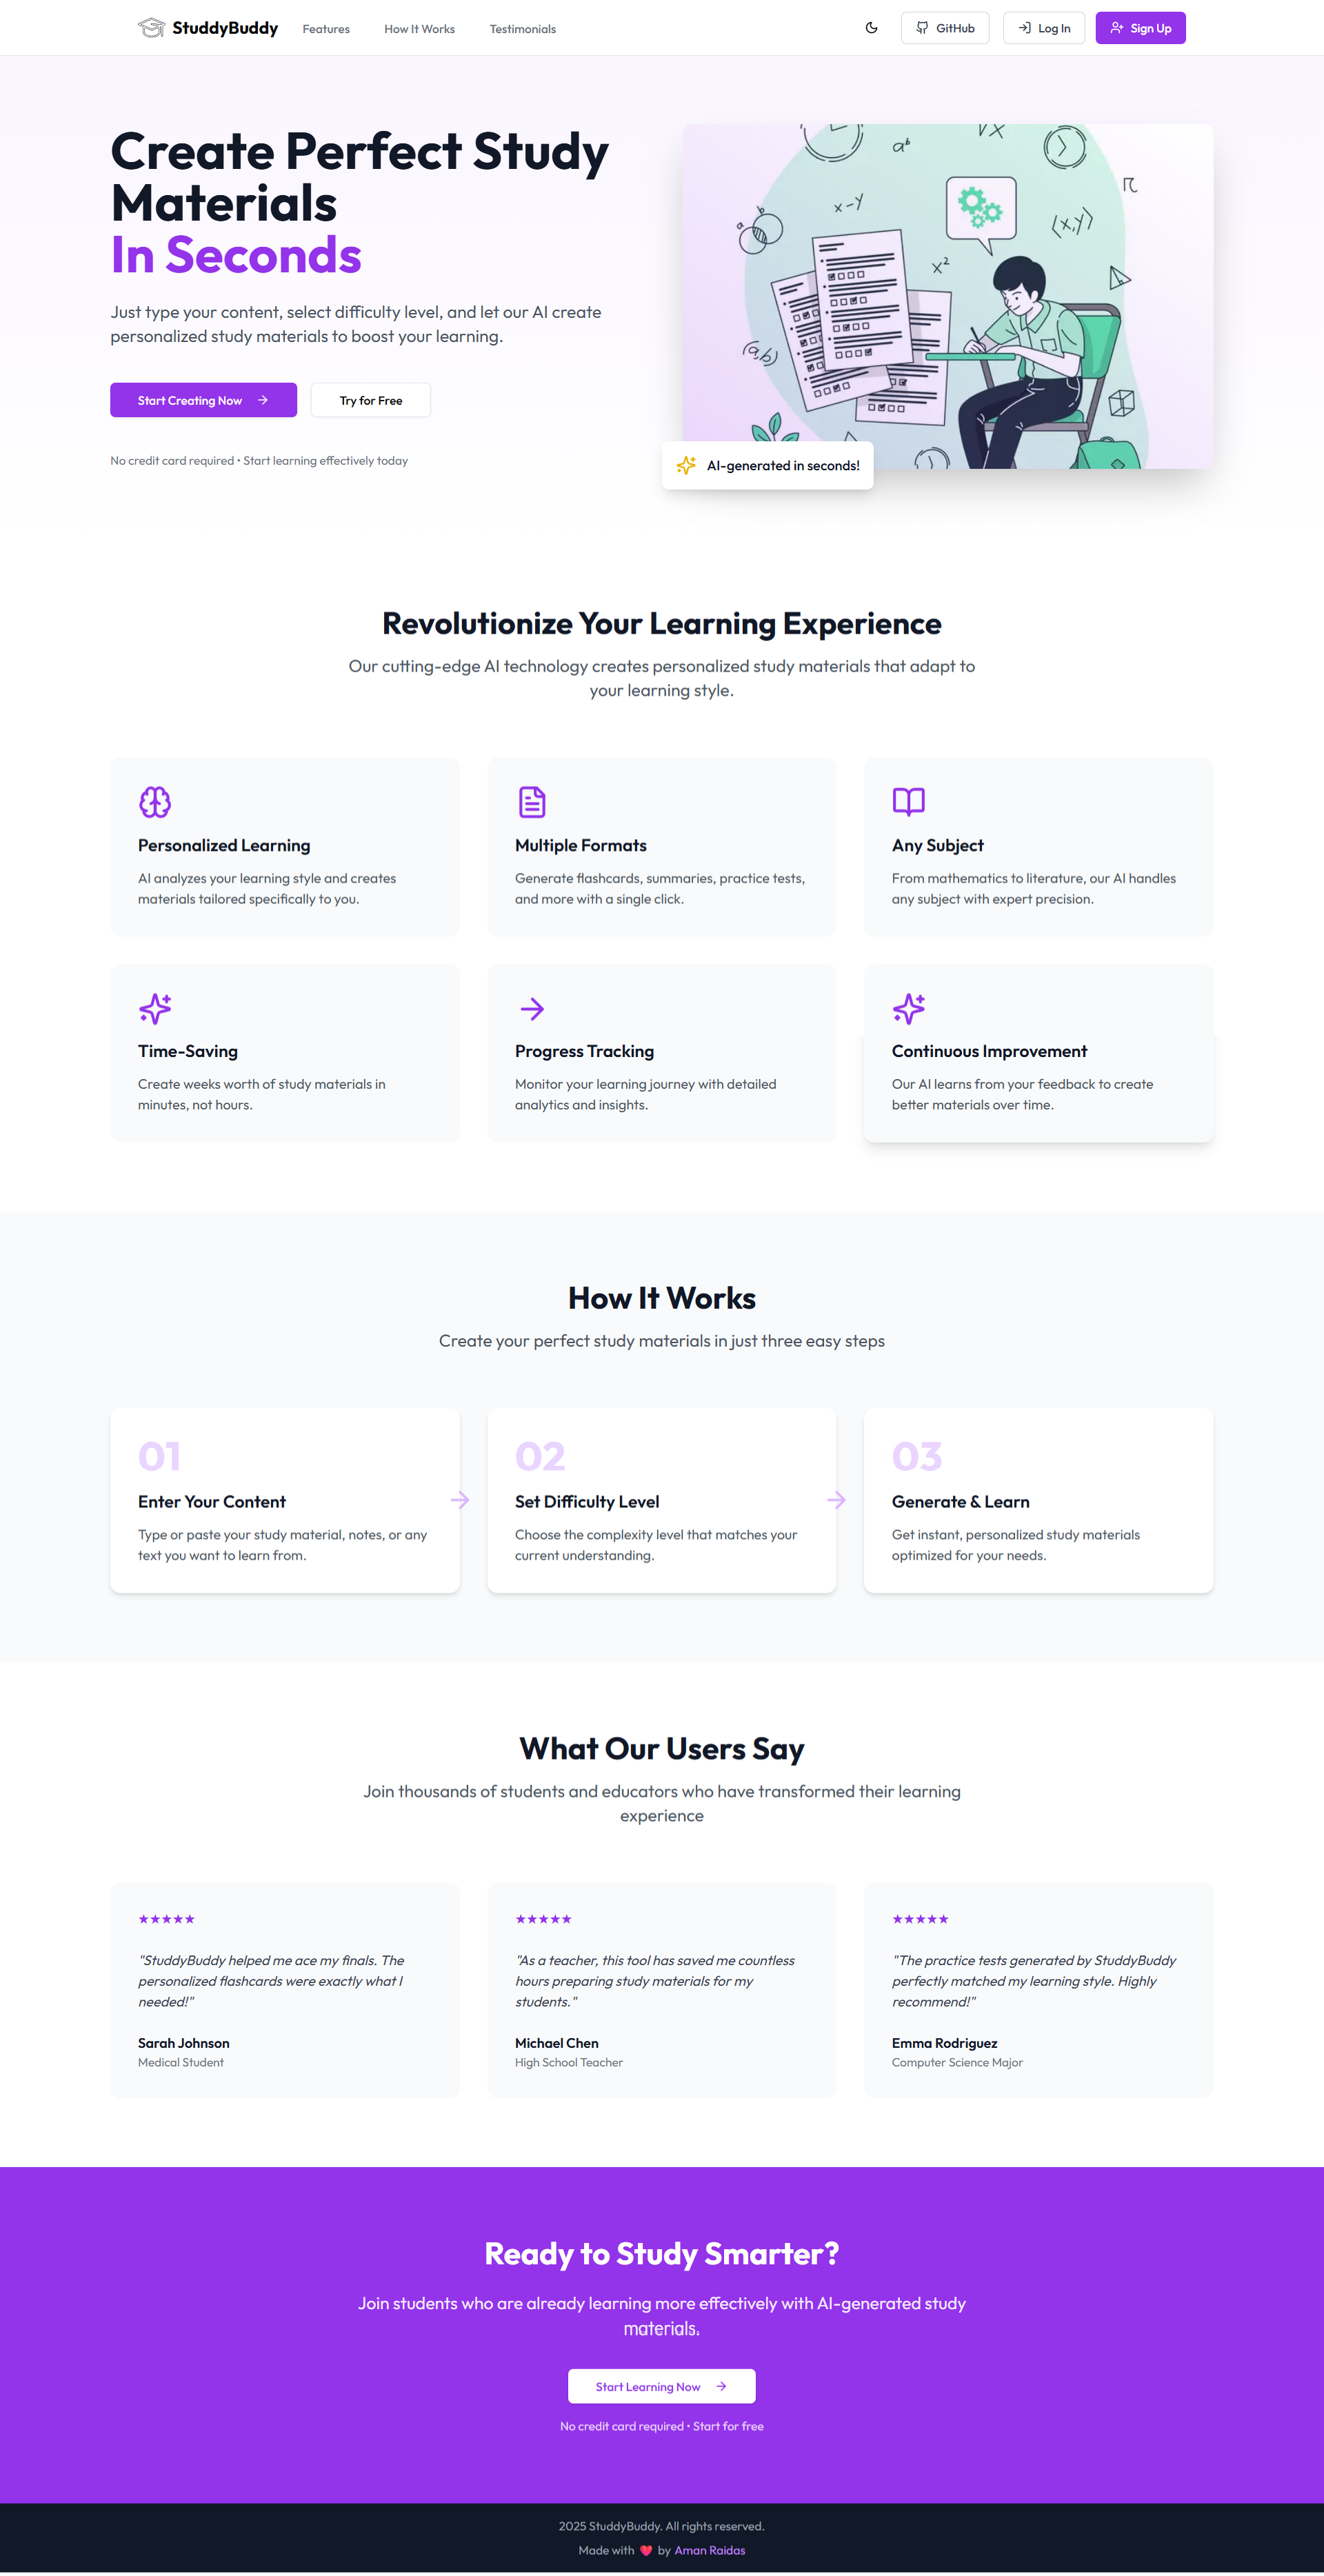 StuddyBuddy
Features
How It Works
Testimonials
GitHub
Log In
Sign Up
Create Perfect Study
Materials
In Seconds
Just type your content, select difficulty level, and let our AI create
personalized study materials to boost your learning.
Start Creating Now
Try for Free
No credit card required • Start learning effectively today
√x
a^b
x-y
a
b
x²
(x,y)
(a,b)
π
AI-generated in seconds!
Revolutionize Your Learning Experience
Our cutting-edge AI technology creates personalized study materials that adapt to
your learning style.
Personalized Learning
AI analyzes your learning style and creates
materials tailored specifically to you.
Multiple Formats
Generate flashcards, summaries, practice tests,
and more with a single click.
Any Subject
From mathematics to literature, our AI handles
any subject with expert precision.
Time-Saving
Create weeks worth of study materials in
minutes, not hours.
Progress Tracking
Monitor your learning journey with detailed
analytics and insights.
Continuous Improvement
Our AI learns from your feedback to create
better materials over time.
How It Works
Create your perfect study materials in just three easy steps
01
Enter Your Content
Type or paste your study material, notes, or any
text you want to learn from.
02
Set Difficulty Level
Choose the complexity level that matches your
current understanding.
03
Generate & Learn
Get instant, personalized study materials
optimized for your needs.
What Our Users Say
Join thousands of students and educators who have transformed their learning
experience
★★★★★
"StuddyBuddy helped me ace my finals. The
personalized flashcards were exactly what I
needed!"
Sarah Johnson
Medical Student
★★★★★
"As a teacher, this tool has saved me countless
hours preparing study materials for my
students."
Michael Chen
High School Teacher
★★★★★
"The practice tests generated by StuddyBuddy
perfectly matched my learning style. Highly
recommend!"
Emma Rodriguez
Computer Science Major
Ready to Study Smarter?
Join students who are already learning more effectively with AI-generated study
materials.
Start Learning Now
No credit card required • Start for free
2025 StuddyBuddy. All rights reserved.
Made with ❤️ by Aman Raidas